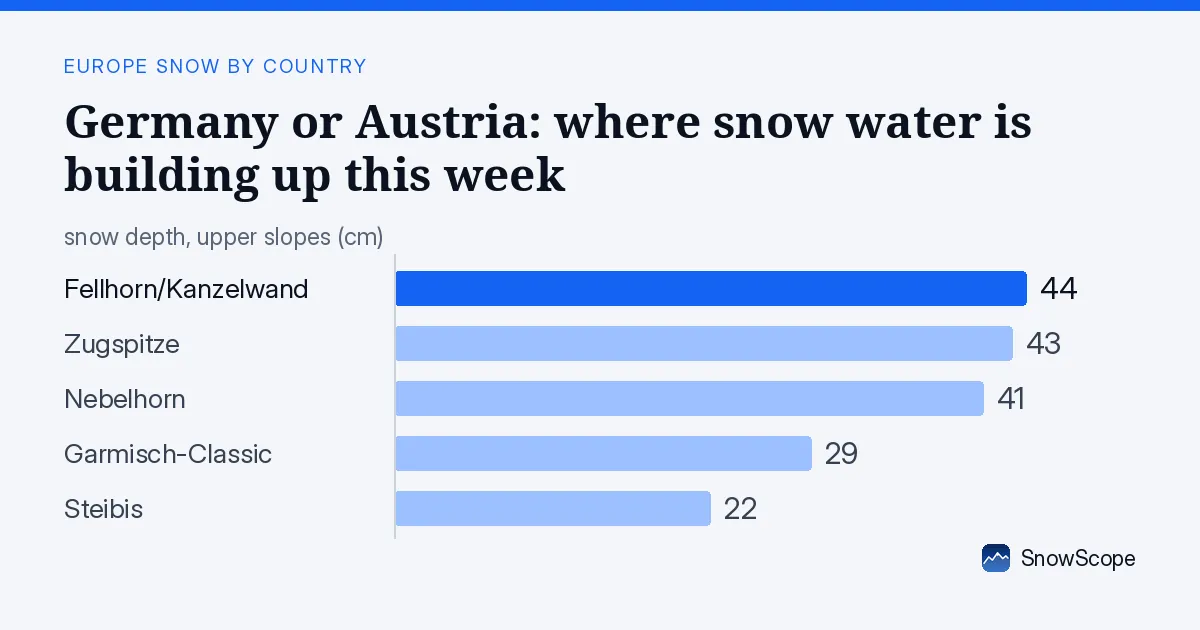 EUROPE SNOW BY COUNTRY
Germany or Austria: where snow water is
building up this week
snow depth, upper slopes (cm)
Fellhorn/Kanzelwand 44
Zugspitze 43
Nebelhorn 41
Garmisch-Classic 29
Steibis 22
SnowScope